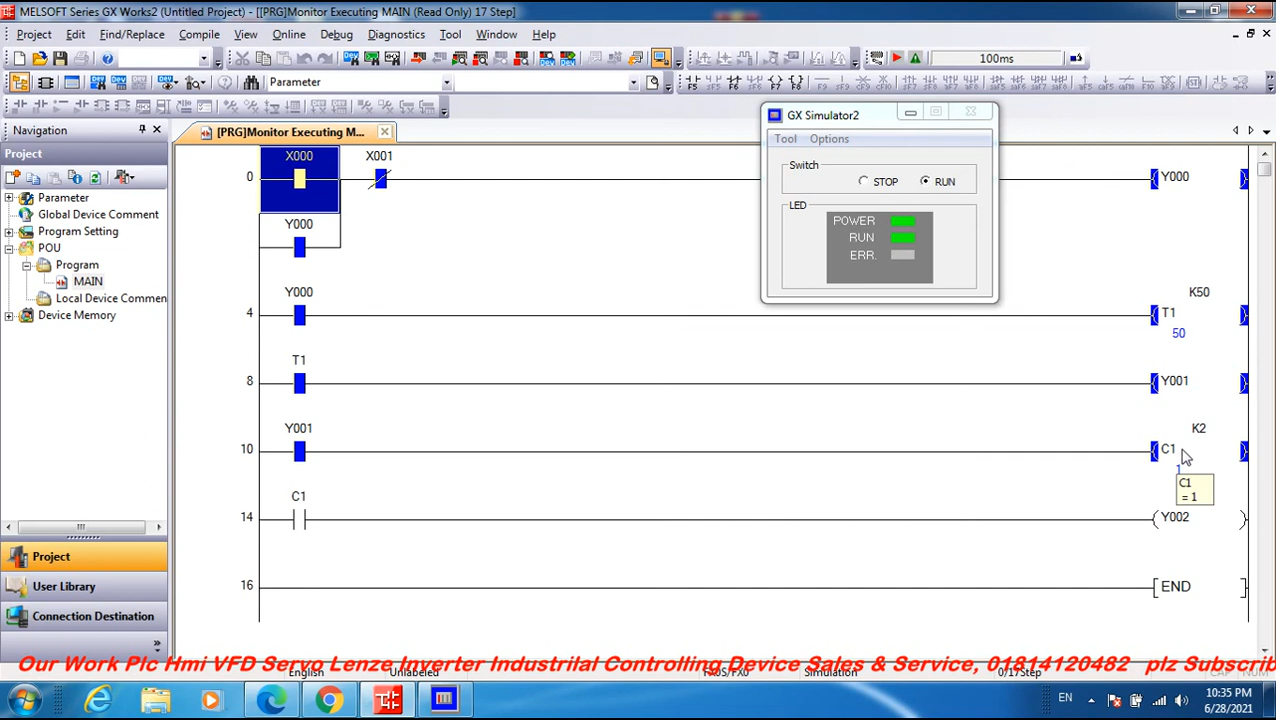 MELSOFT Series GX Works2 (Untitled Project) - [[PRG]Monitor Executing MAIN (Read Only) 17 Step]
Project Edit Find/Replace Compile View Online Debug Diagnostics Tool Window Help
100ms
Parameter
Navigation
[PRG]Monitor Executing M...
Project
Parameter
Global Device Comment
Program Setting
POU
Program
MAIN
Local Device Commen
Device Memory
Project
User Library
Connection Destination
GX Simulator2
Tool Options
Switch
STOP RUN
LED
POWER
RUN
ERR.
X000 X001
0 Y000
Y000
Y000 K50
4 T1
50
T1
8 Y001
Y001 K2
10 C1
1
C1
= 1
C1
14 Y002
16 END
Our Work Plc Hmi VFD Servo Lenze Inverter Industrilal Controlling Device Sales & Service, 01814120482 plz Subscrib
English Unlabeled Simulation 0/17Step CAP NUM
EN 10:35 PM
6/28/2021